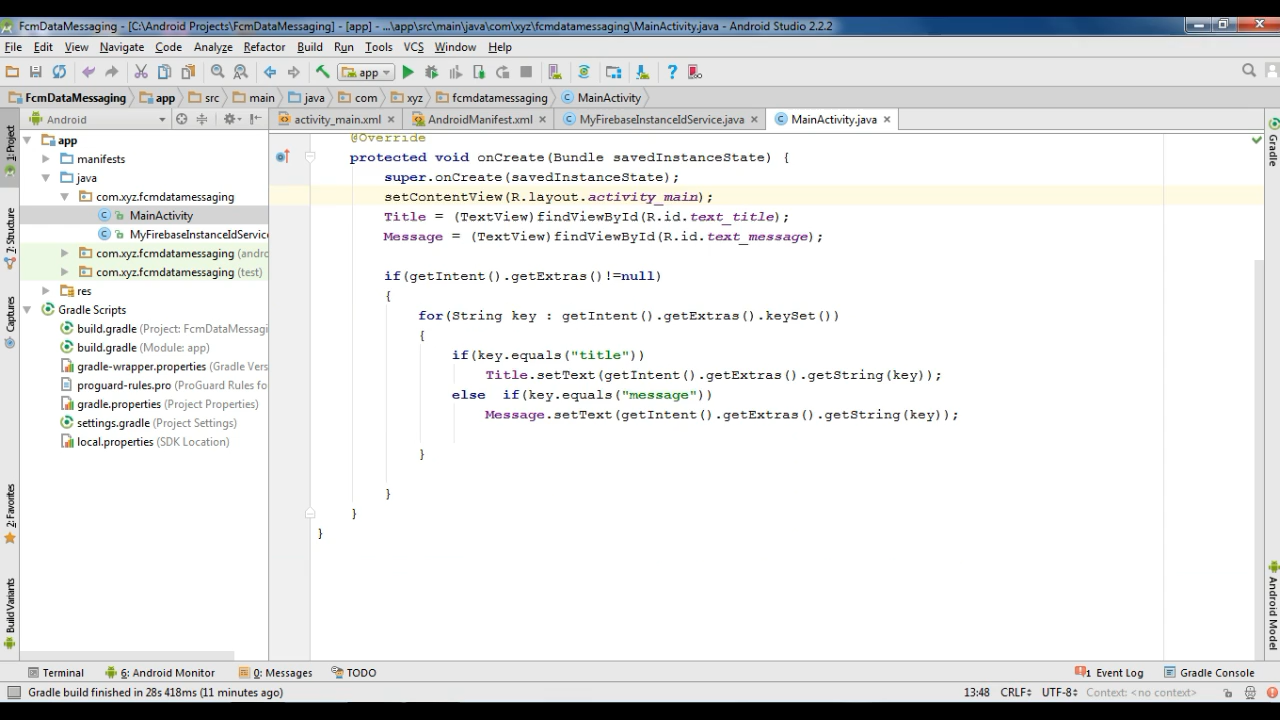 FcmDataMessaging - [C:\Android Projects\FcmDataMessaging] - [app] - ...\app\src\main\java\com\xyz\fcmdatamessaging\MainActivity.java - Android Studio 2.2.2
File Edit View Navigate Code Analyze Refactor Build Run Tools VCS Window Help
app
FcmDataMessaging app src main java com xyz fcmdatamessaging MainActivity
Android activity_main.xml AndroidManifest.xml MyFirebaseInstanceIdService.java MainActivity.java
1: Project
7: Structure
Captures
2: Favorites
Build Variants
app
manifests
java
com.xyz.fcmdatamessaging
MainActivity
MyFirebaseInstanceIdService
com.xyz.fcmdatamessaging (andro
com.xyz.fcmdatamessaging (test)
res
Gradle Scripts
build.gradle (Project: FcmDataMessagi
build.gradle (Module: app)
gradle-wrapper.properties (Gradle Vers
proguard-rules.pro (ProGuard Rules fo
gradle.properties (Project Properties)
settings.gradle (Project Settings)
local.properties (SDK Location)
@Override
protected void onCreate(Bundle savedInstanceState) {
super.onCreate(savedInstanceState);
setContentView(R.layout.activity_main);
Title = (TextView)findViewById(R.id.text_title);
Message = (TextView)findViewById(R.id.text_message);
if(getIntent().getExtras()!=null)
{
for(String key : getIntent().getExtras().keySet())
{
if(key.equals("title"))
Title.setText(getIntent().getExtras().getString(key));
else if(key.equals("message"))
Message.setText(getIntent().getExtras().getString(key));
}
}
}
}
Gradle
Android Model
Terminal 6: Android Monitor 0: Messages TODO 1 Event Log Gradle Console
Gradle build finished in 28s 418ms (11 minutes ago) 13:48 CRLF UTF-8 Context: <no context>